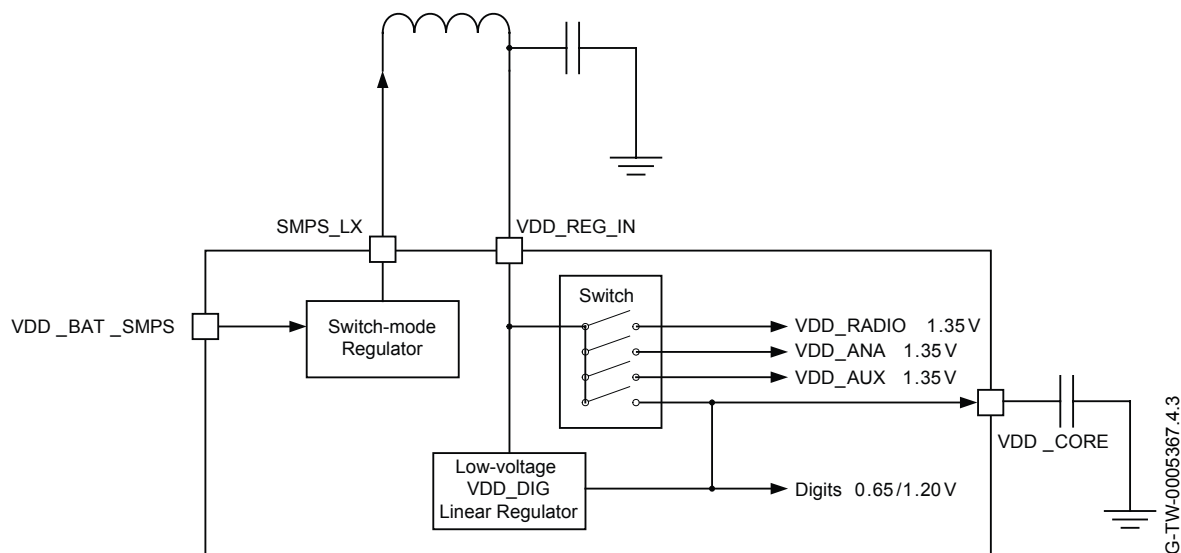 SMPS_LX
VDD_REG_IN
VDD _BAT _SMPS
Switch-mode
Regulator
Switch
VDD_RADIO 1.35 V
VDD_ANA 1.35 V
VDD_AUX 1.35 V
VDD _CORE
Low-voltage
VDD_DIG
Linear Regulator
Digits 0.65/1.20 V
G-TW-0005367.4.3